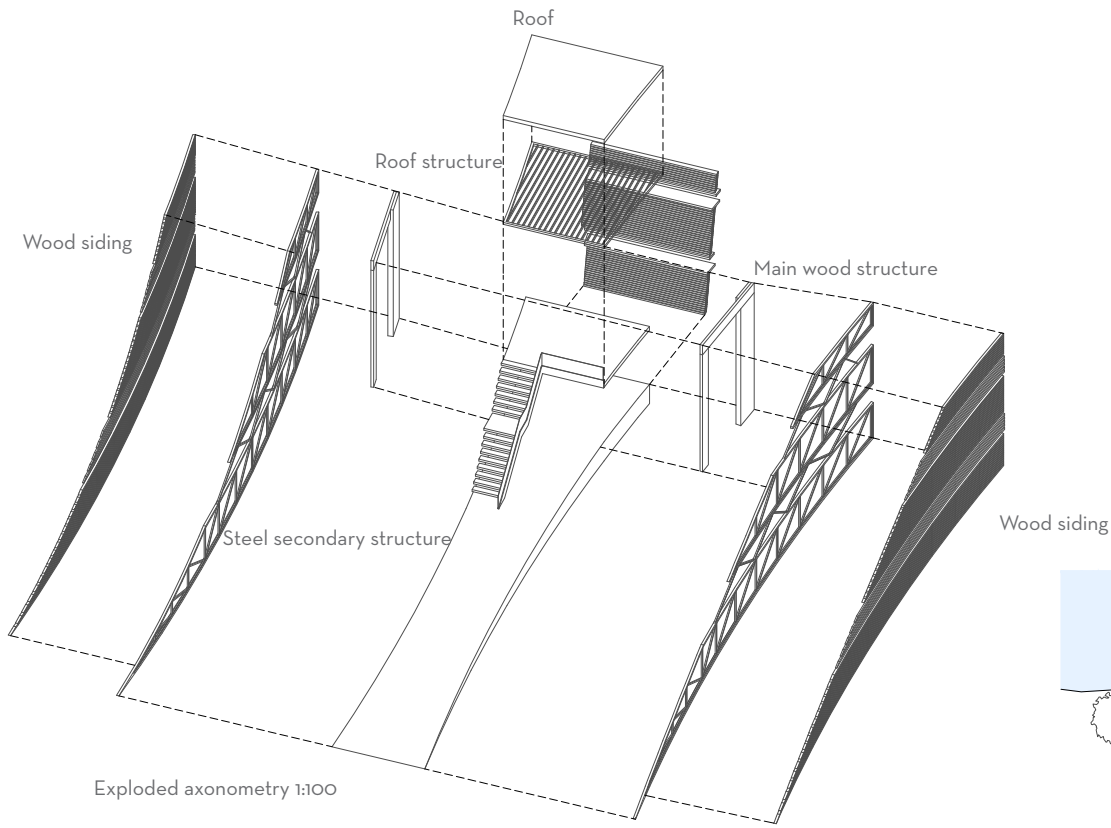 Roof
Roof structure
Wood siding
Main wood structure
Wood siding
Steel secondary structure
Exploded axonometry 1:100